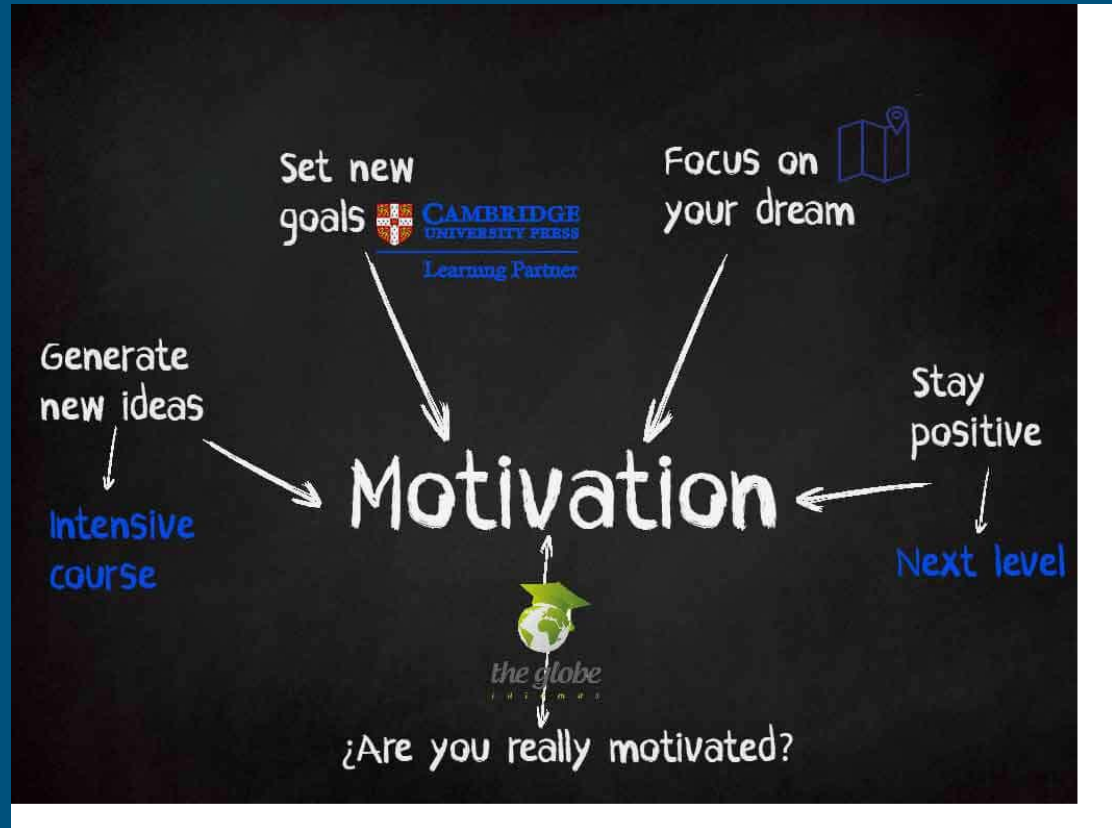 Set new
goals
CAMBRIDGE
UNIVERSITY PRESS
Learning Partner
Focus on
your dream
Generate
new ideas
Intensive
course
Stay
positive
Next level
Motivation
the globe
idiomas
¿Are you really motivated?